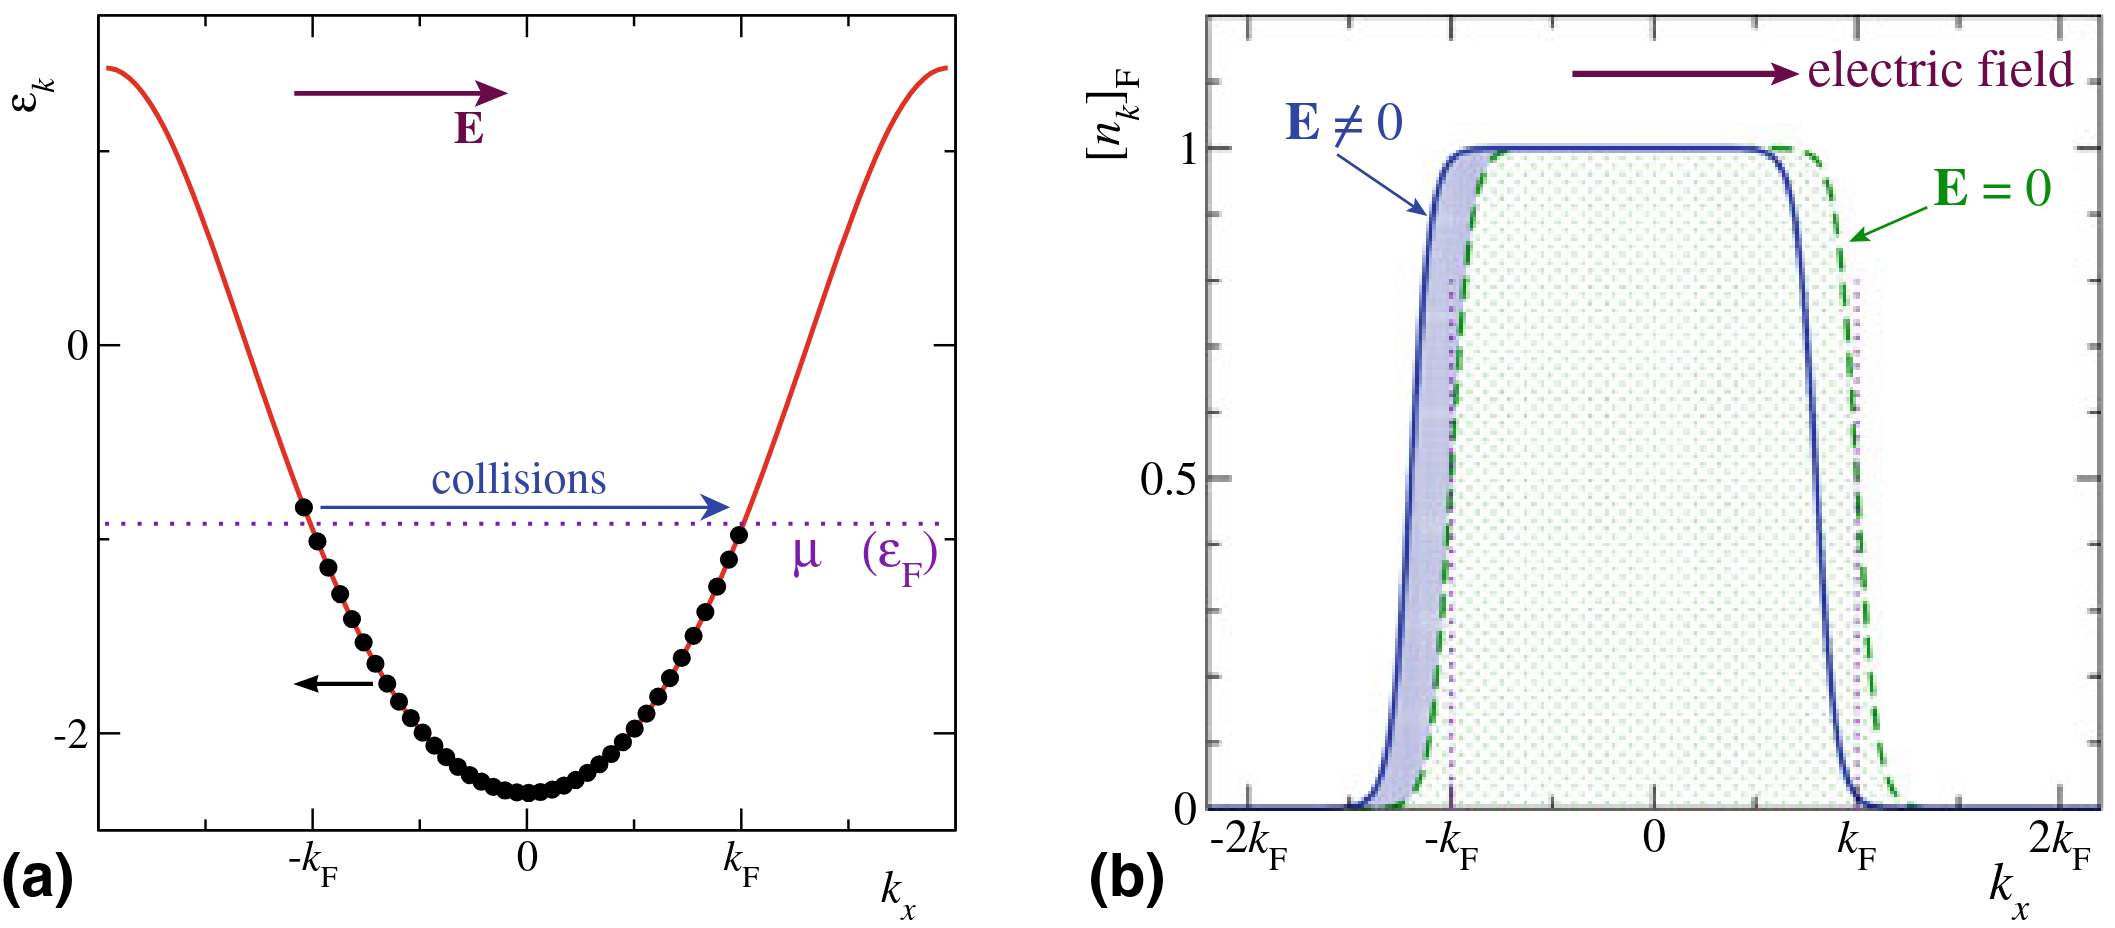 ε_k
E
0
collisions
μ (ε_F)
-2
-k_F 0 k_F
k_x
(a)
[n_k]_F
electric field
E ≠ 0
1
E = 0
0.5
0
-2k_F -k_F 0 k_F 2k_F
k_x
(b)